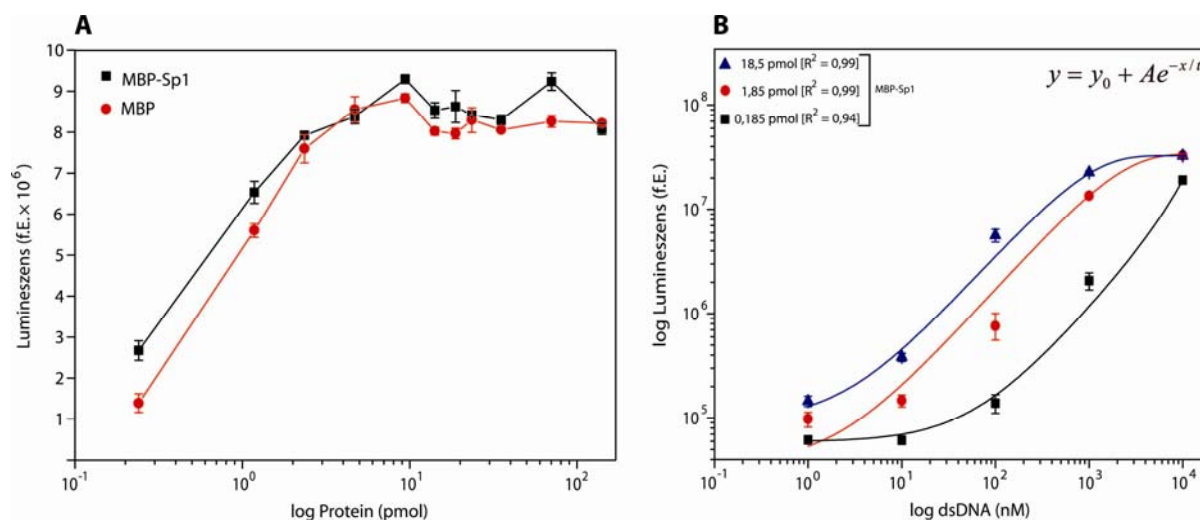 A
Lumineszens (f.E. × 10⁶)
10
9
8
7
6
5
4
3
2
1
MBP-Sp1
MBP
10⁻¹ 10⁰ 10¹ 10²
log Protein (pmol)
B
log Lumineszens (f.E.)
10⁸
10⁷
10⁶
10⁵
18,5 pmol [R² = 0,99]
1,85 pmol [R² = 0,99]
0,185 pmol [R² = 0,94]
MBP-Sp1
10⁻¹ 10⁰ 10¹ 10² 10³ 10⁴
log dsDNA (nM)